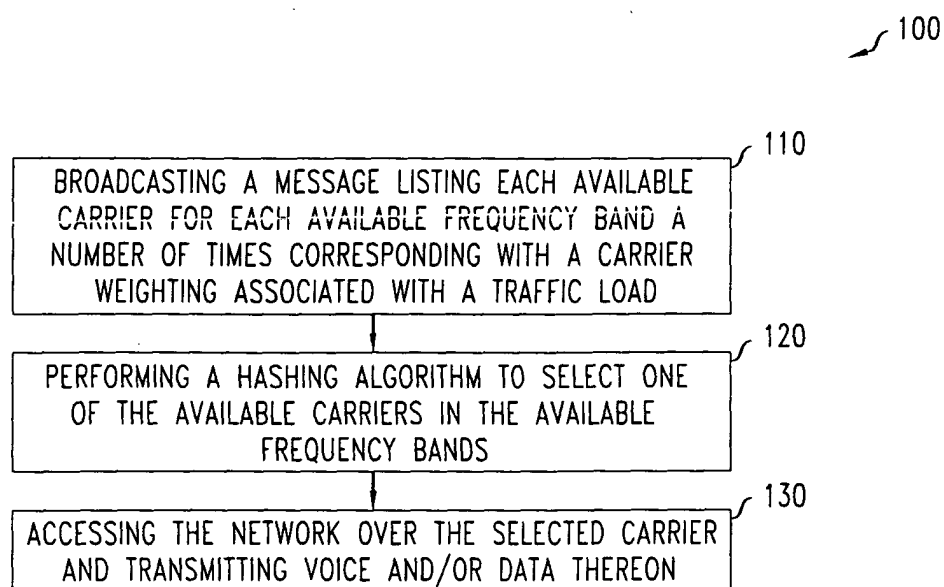 100
110
BROADCASTING A MESSAGE LISTING EACH AVAILABLE
CARRIER FOR EACH AVAILABLE FREQUENCY BAND A
NUMBER OF TIMES CORRESPONDING WITH A CARRIER
WEIGHTING ASSOCIATED WITH A TRAFFIC LOAD
120
PERFORMING A HASHING ALGORITHM TO SELECT ONE
OF THE AVAILABLE CARRIERS IN THE AVAILABLE
FREQUENCY BANDS
130
ACCESSING THE NETWORK OVER THE SELECTED CARRIER
AND TRANSMITTING VOICE AND/OR DATA THEREON